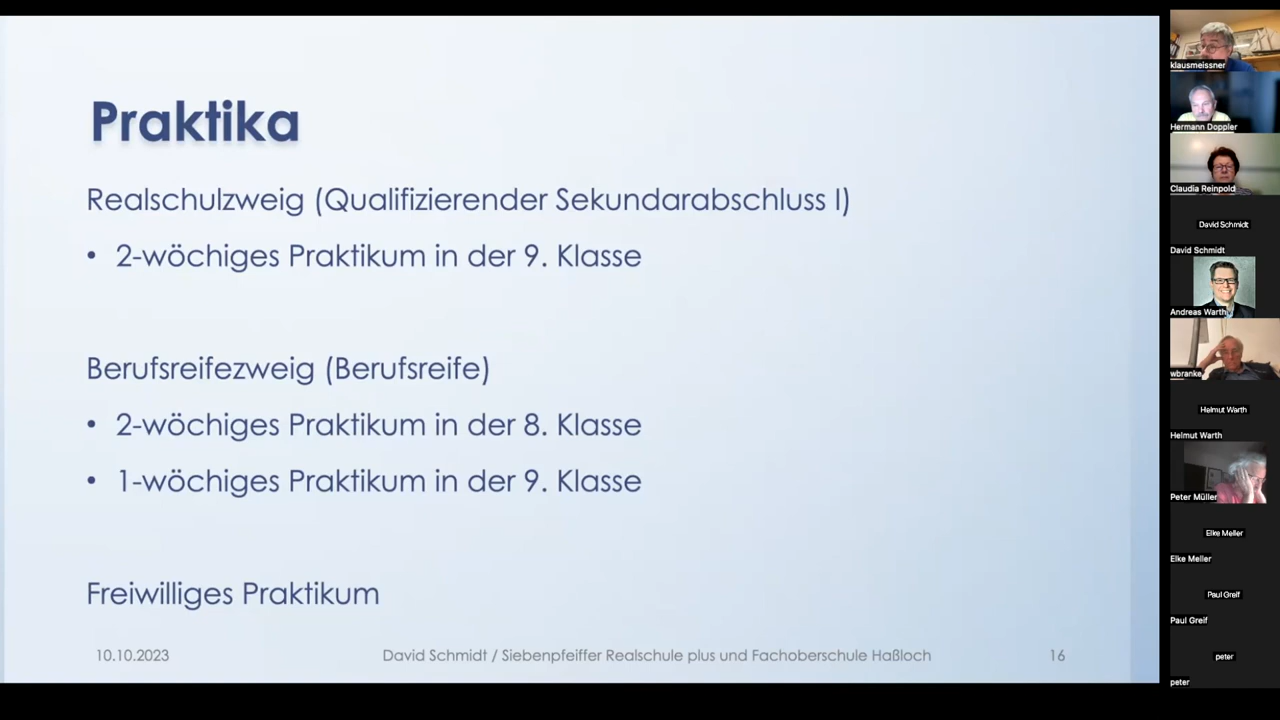 Praktika
Realschulzweig (Qualifizierender Sekundarabschluss I)
• 2-wöchiges Praktikum in der 9. Klasse
Berufsreifezweig (Berufsreife)
• 2-wöchiges Praktikum in der 8. Klasse
• 1-wöchiges Praktikum in der 9. Klasse
Freiwilliges Praktikum
10.10.2023
David Schmidt / Siebenpfeiffer Realschule plus und Fachoberschule Haßloch
16
klausmeissner
Hermann Doppler
Claudia Reinpold
David Schmidt
David Schmidt
Andreas Warth
wbranke
Helmut Warth
Helmut Warth
Peter Müller
Elke Meller
Elke Meller
Paul Greif
Paul Greif
peter
peter